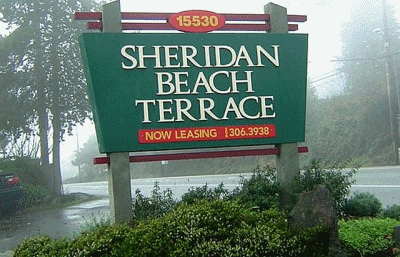 15530
SHERIDAN
BEACH
TERRACE
NOW LEASING 306.3938